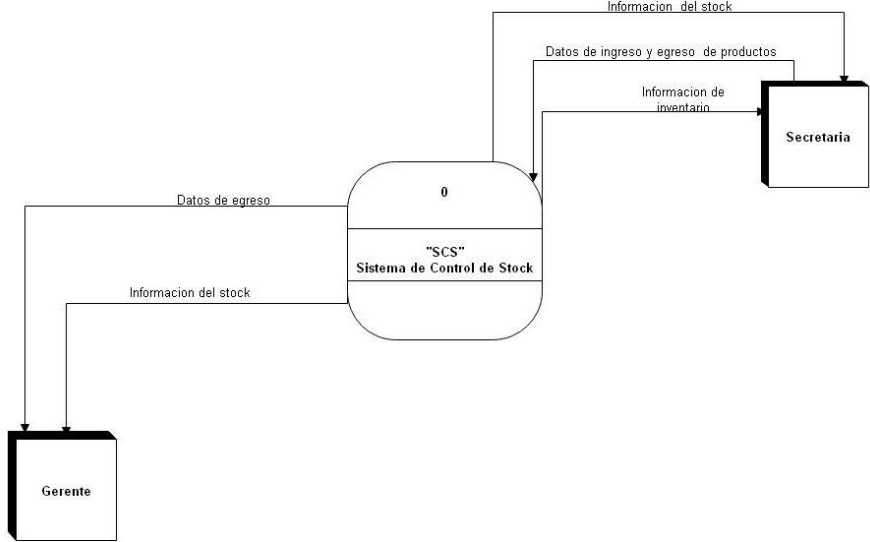 Informacion del stock
Datos de ingreso y egreso de productos
Informacion de
inventario
Secretaria
0
Datos de egreso
"SCS"
Sistema de Control de Stock
Informacion del stock
Gerente